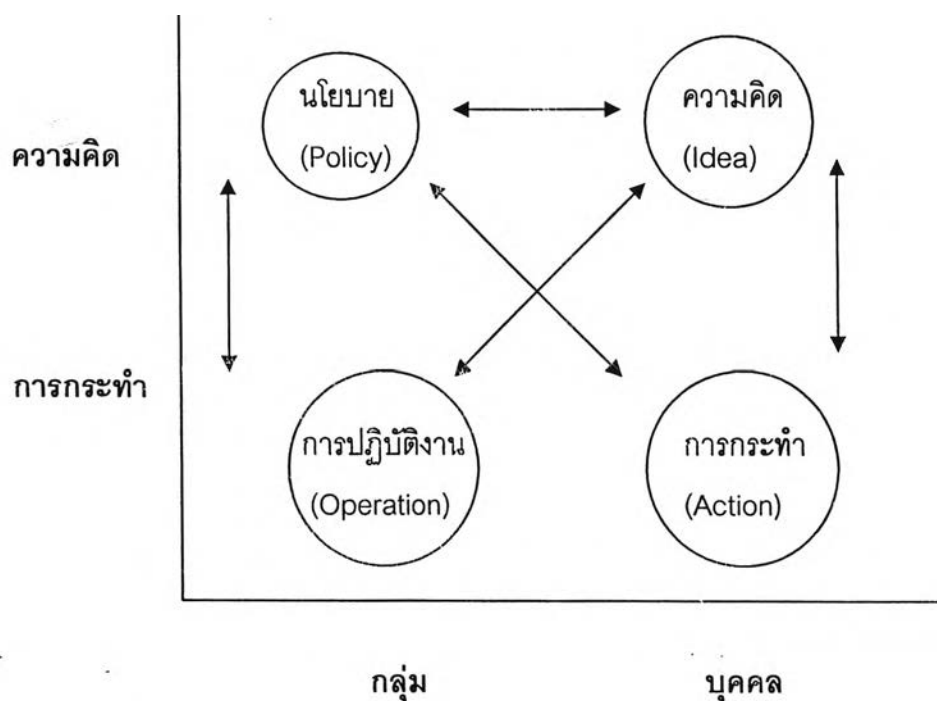 นโยบาย
(Policy)
ความคิด
(Idea)
ความคิด
การกระทำ
การปฏิบัติงาน
(Operation)
การกระทำ
(Action)
กลุ่ม
บุคคล